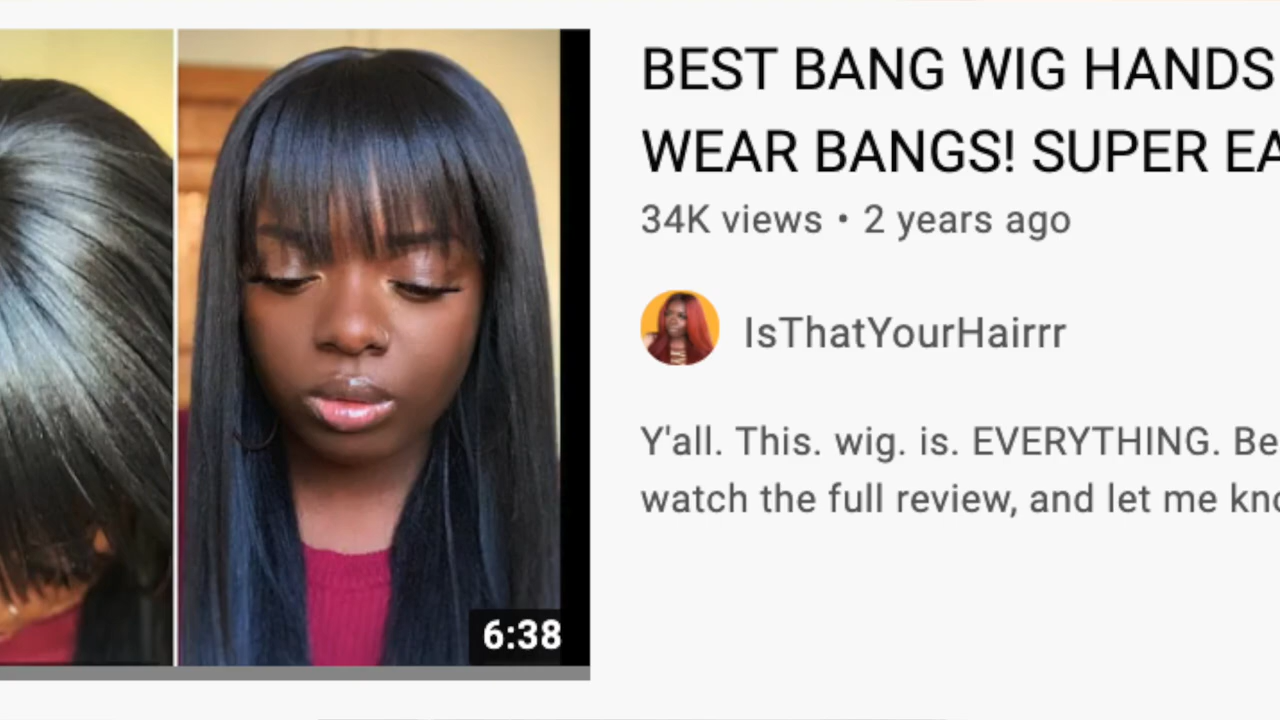 BEST BANG WIG HANDS
WEAR BANGS! SUPER EA
34K views • 2 years ago
IsThatYourHairrr
Y'all. This. wig. is. EVERYTHING. Be
watch the full review, and let me kno
6:38